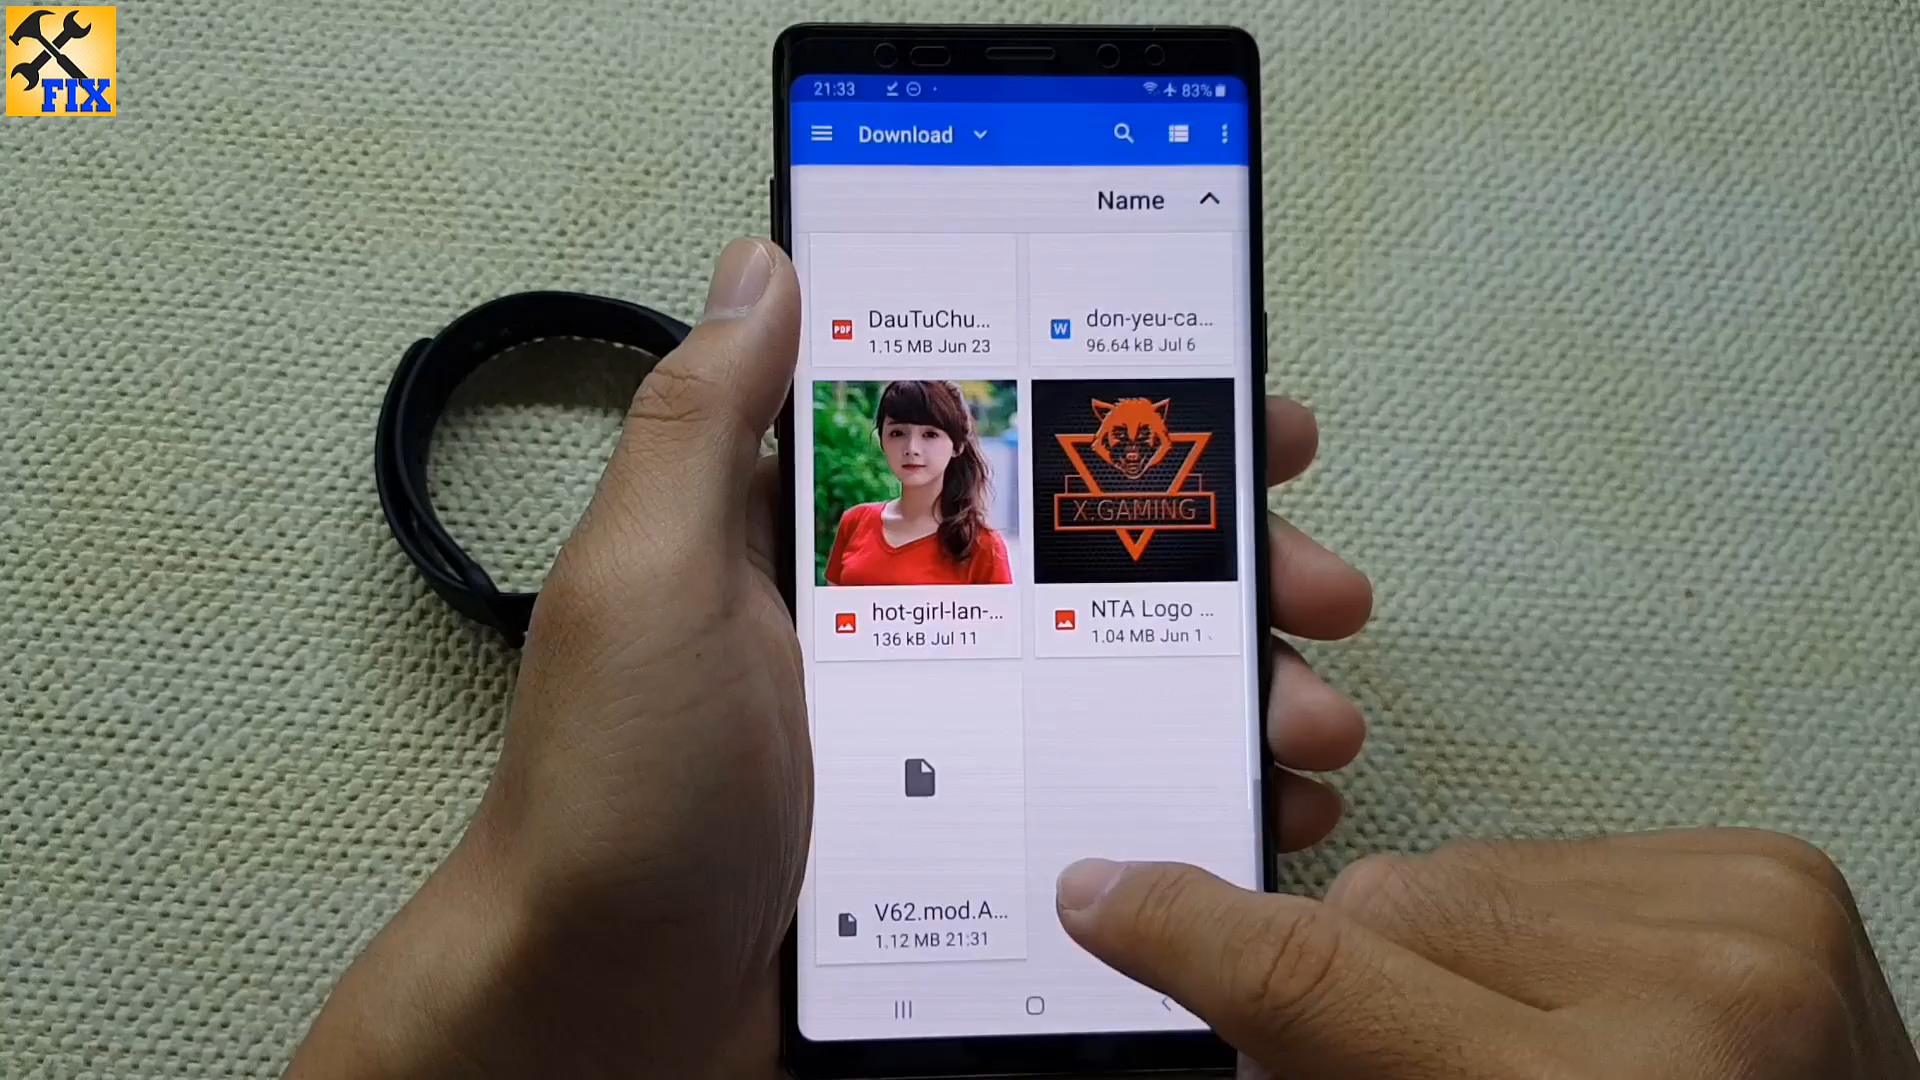 FIX
21:33
83%
Download
Name
PDF
DauTuChu...
1.15 MB Jun 23
W
don-yeu-ca...
96.64 kB Jul 6
X.GAMING
hot-girl-lan-...
136 kB Jul 11
NTA Logo ...
1.04 MB Jun 1
V62.mod.A...
1.12 MB 21:31